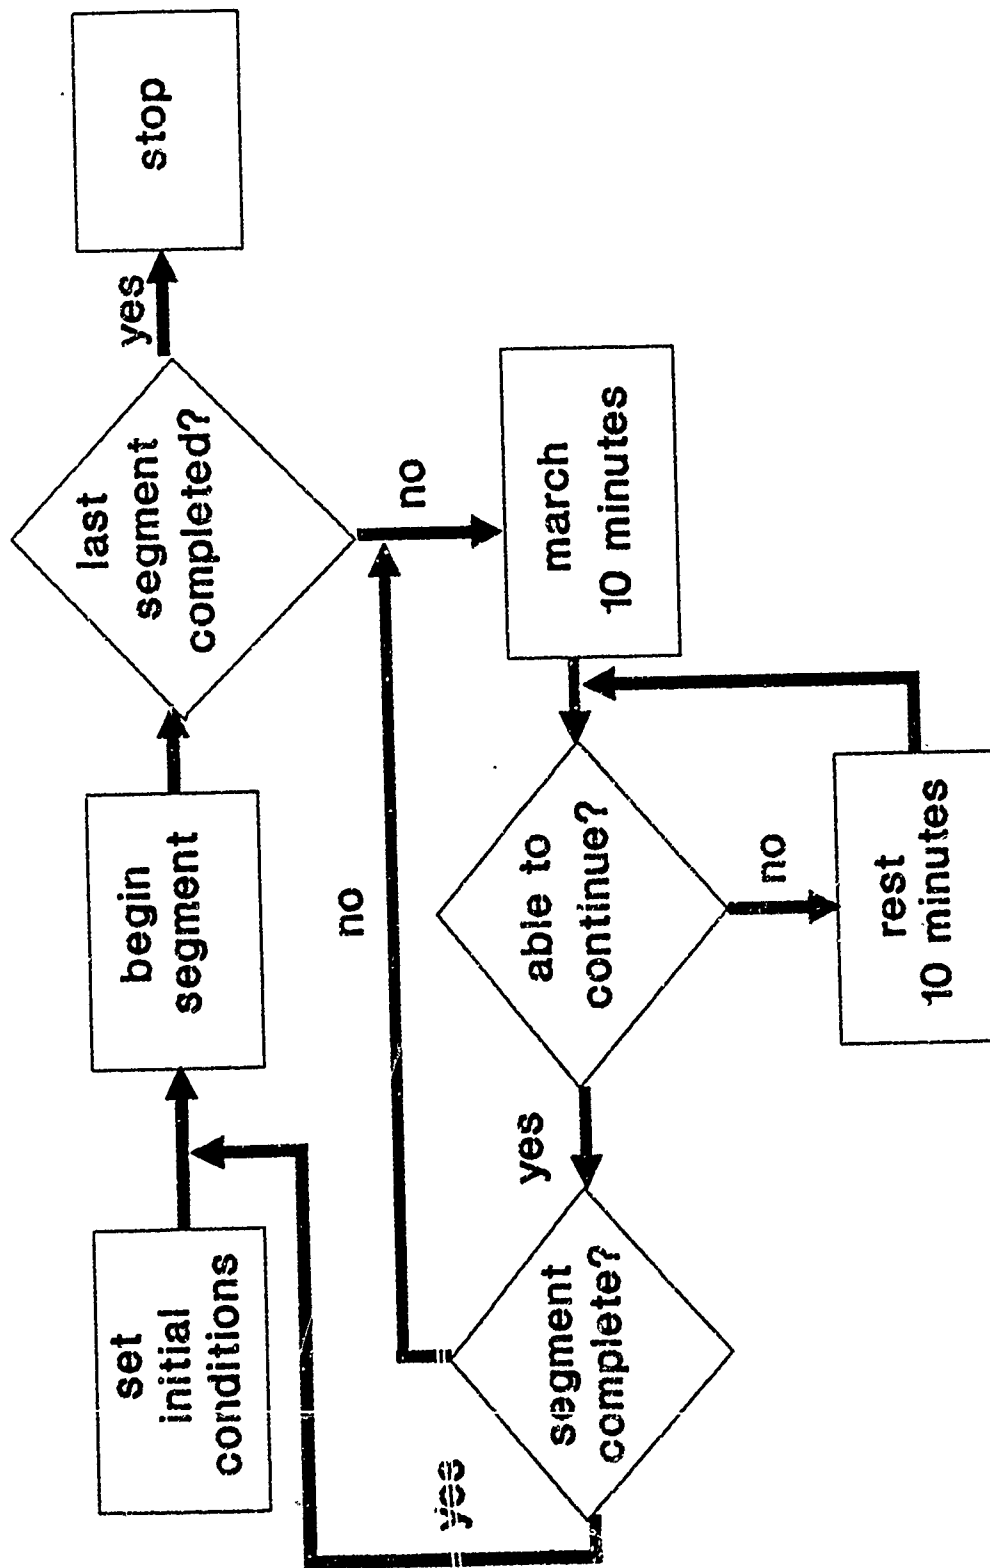 set
initial
conditions
begin
segment
last
segment
completed?
yes
stop
no
march
10 minutes
able to
continue?
no
rest
10 minutes
yes
segment
complete?
no
yes